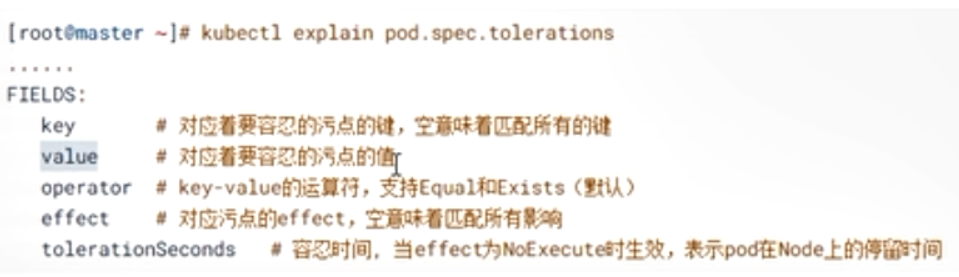 [root@master ~]# kubectl explain pod.spec.tolerations
......
FIELDS:
key # 对应着要容忍的污点的键，空意味着匹配所有的键
value # 对应着要容忍的污点的值
operator # key-value的运算符，支持Equal和Exists（默认）
effect # 对应污点的effect，空意味着匹配所有影响
tolerationSeconds # 容忍时间, 当effect为NoExecute时生效，表示pod在Node上的停留时间